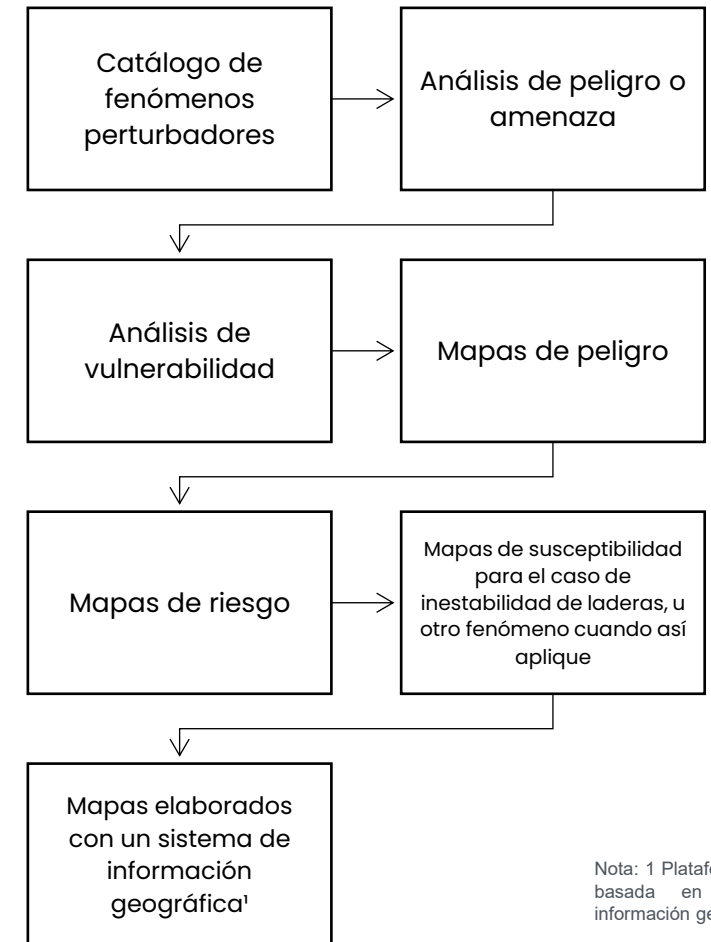 Catálogo de
fenómenos
perturbadores
Análisis de peligro o
amenaza
Análisis de
vulnerabilidad
Mapas de peligro
Mapas de riesgo
Mapas de susceptibilidad
para el caso de
inestabilidad de laderas, u
otro fenómeno cuando así
aplique
Mapas elaborados
con un sistema de
información
geográfica¹
Nota: 1
basada en
información